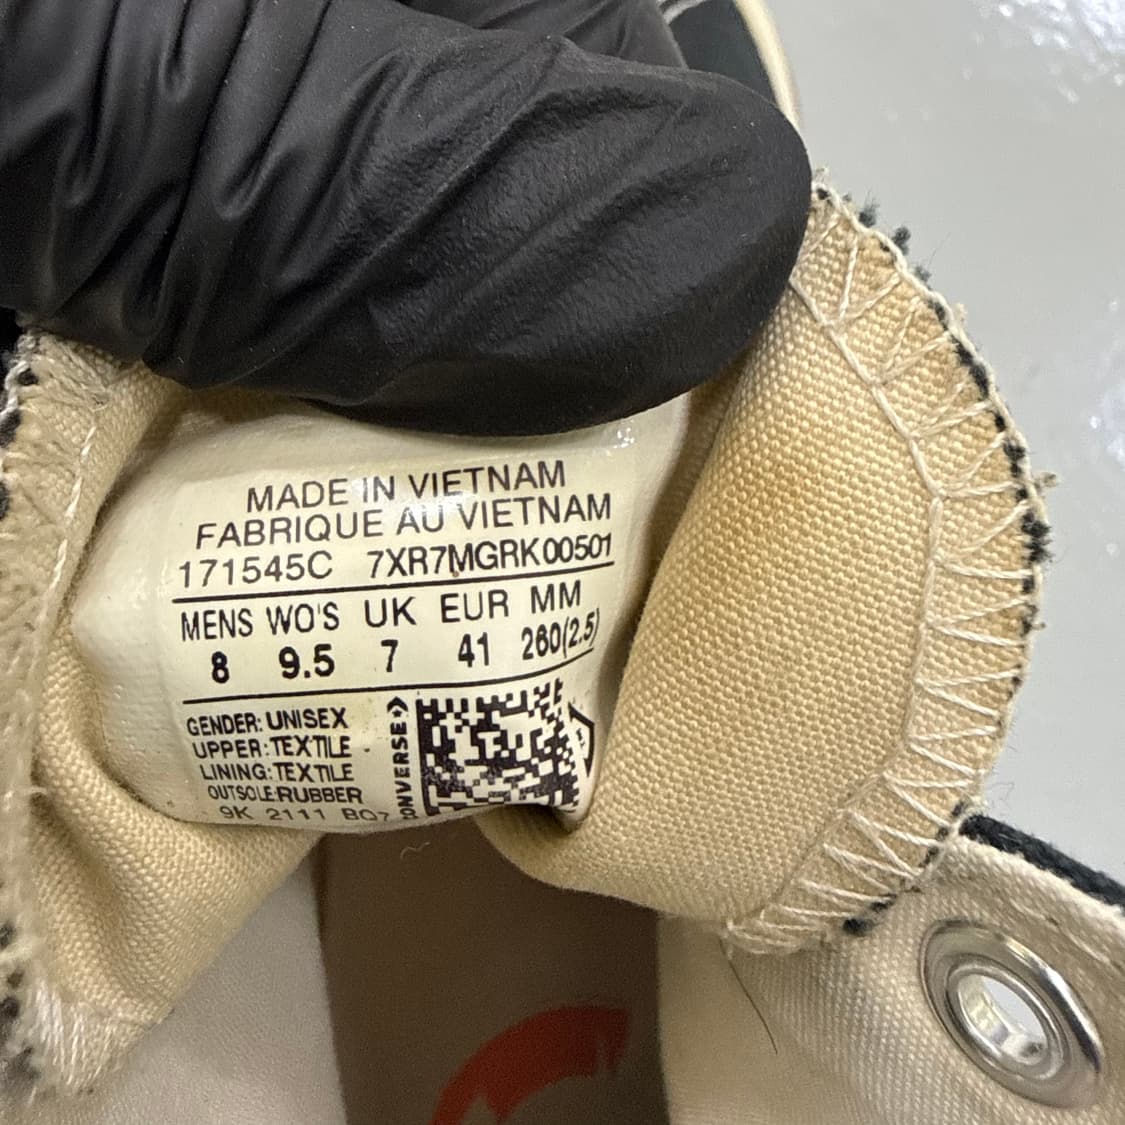 MADE IN VIETNAM
FABRIQUE AU VIETNAM
171545C 7XR7MGRK00501
MENS WO'S UK EUR MM
8 9.5 7 41 260(2.5)
GENDER: UNISEX
UPPER: TEXTILE
LINING: TEXTILE
OUTSOLE:RUBBER
9K 2111 BQ7
CONVERSE